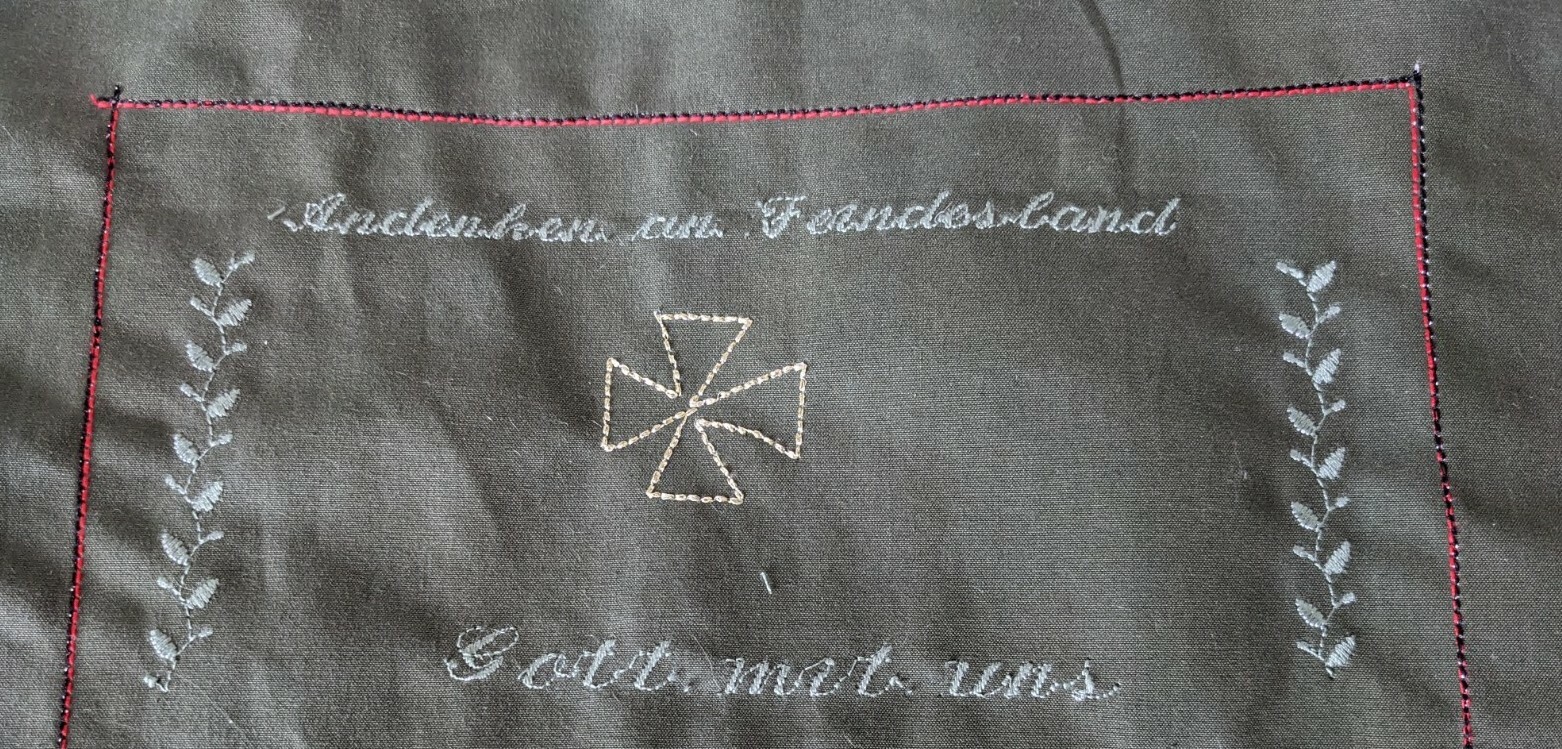 Andenken an Feindesland
Gott mit uns